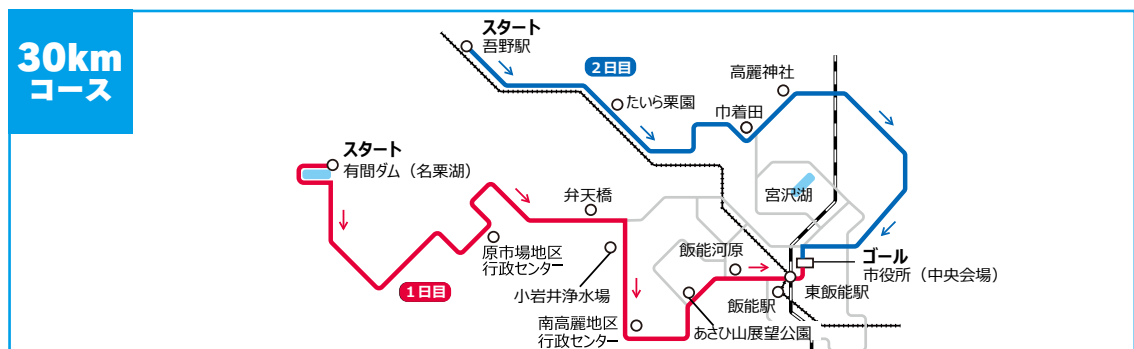 30km
コース
スタート
吾野駅
2日目
高麗神社
たいら栗園
巾着田
スタート
有間ダム（名栗湖）
宮沢湖
弁天橋
原市場地区
行政センター
飯能河原
ゴール
市役所（中央会場）
1日目
小岩井浄水場
飯能駅
東飯能駅
南高麗地区
行政センター
あさひ山展望公園